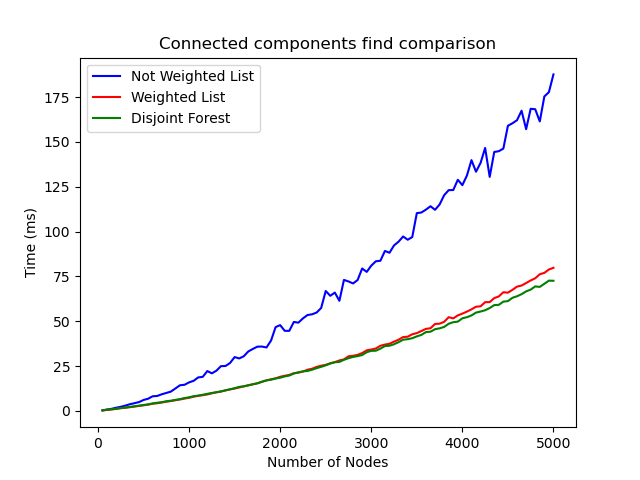 Connected components find comparison
Not Weighted List
Weighted List
Disjoint Forest
Time (ms)
175
150
125
100
75
50
25
0
0 1000 2000 3000 4000 5000
Number of Nodes